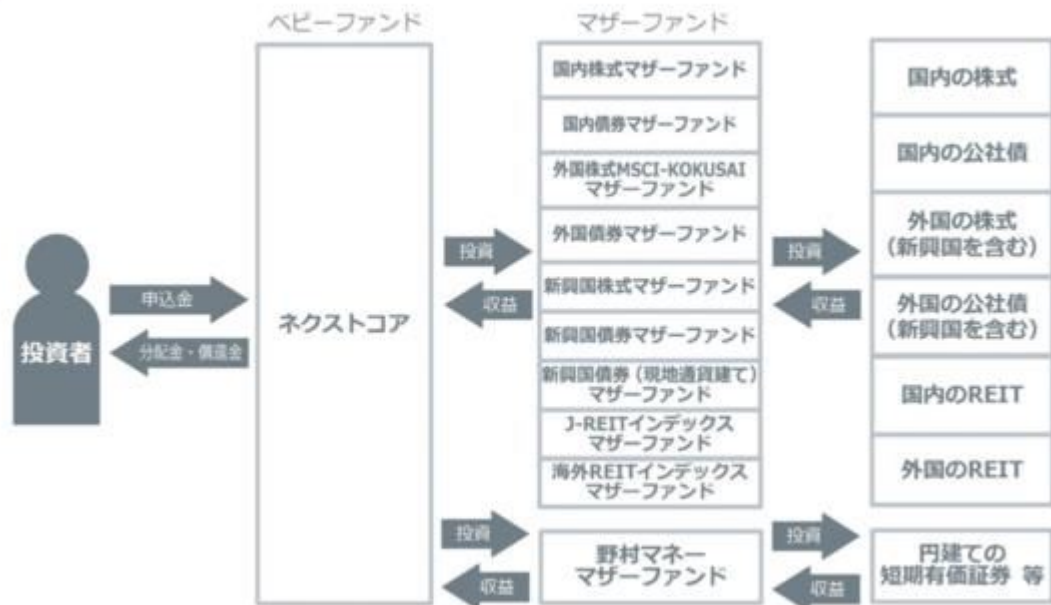 ベビーファンド
マザーファンド
投資者
申込金
分配金・償還金
ネクストコア
投資
収益
国内株式マザーファンド
国内債券マザーファンド
外国株式MSCI-KOKUSAI
マザーファンド
外国債券マザーファンド
新興国株式マザーファンド
新興国債券マザーファンド
新興国債券（現地通貨建て）
マザーファンド
J-REITインデックス
マザーファンド
海外REITインデックス
マザーファンド
投資
収益
国内の株式
国内の公社債
外国の株式
（新興国を含む）
外国の公社債
（新興国を含む）
国内のREIT
外国のREIT
投資
収益
野村マネー
マザーファンド
投資
収益
円建ての
短期有価証券 等